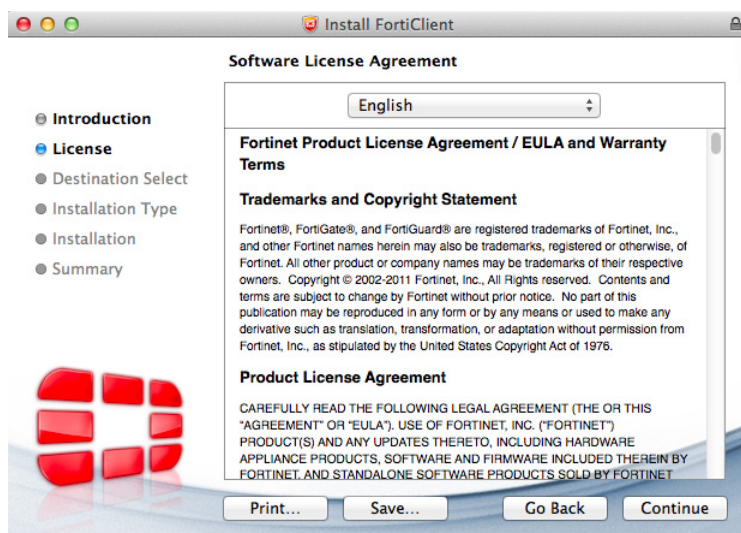 Install FortiClient
Software License Agreement
Introduction
License
Destination Select
Installation Type
Installation
Summary
English
Fortinet Product License Agreement / EULA and Warranty
Terms
Trademarks and Copyright Statement
Fortinet®, FortiGate®, and FortiGuard® are registered trademarks of Fortinet, Inc.,
and other Fortinet names herein may also be trademarks, registered or otherwise, of
Fortinet. All other product or company names may be trademarks of their respective
owners. Copyright © 2002-2011 Fortinet, Inc., All Rights reserved. Contents and
terms are subject to change by Fortinet without prior notice. No part of this
publication may be reproduced in any form or by any means or used to make any
derivative such as translation, transformation, or adaptation without permission from
Fortinet, Inc., as stipulated by the United States Copyright Act of 1976.
Product License Agreement
CAREFULLY READ THE FOLLOWING LEGAL AGREEMENT (THE OR THIS
“AGREEMENT” OR “EULA”). USE OF FORTINET, INC. (“FORTINET”)
PRODUCT(S) AND ANY UPDATES THERETO, INCLUDING HARDWARE
APPLIANCE PRODUCTS, SOFTWARE AND FIRMWARE INCLUDED THEREIN BY
FORTINET, AND STANDALONE SOFTWARE PRODUCTS SOLD BY FORTINET
Print...
Save...
Go Back
Continue